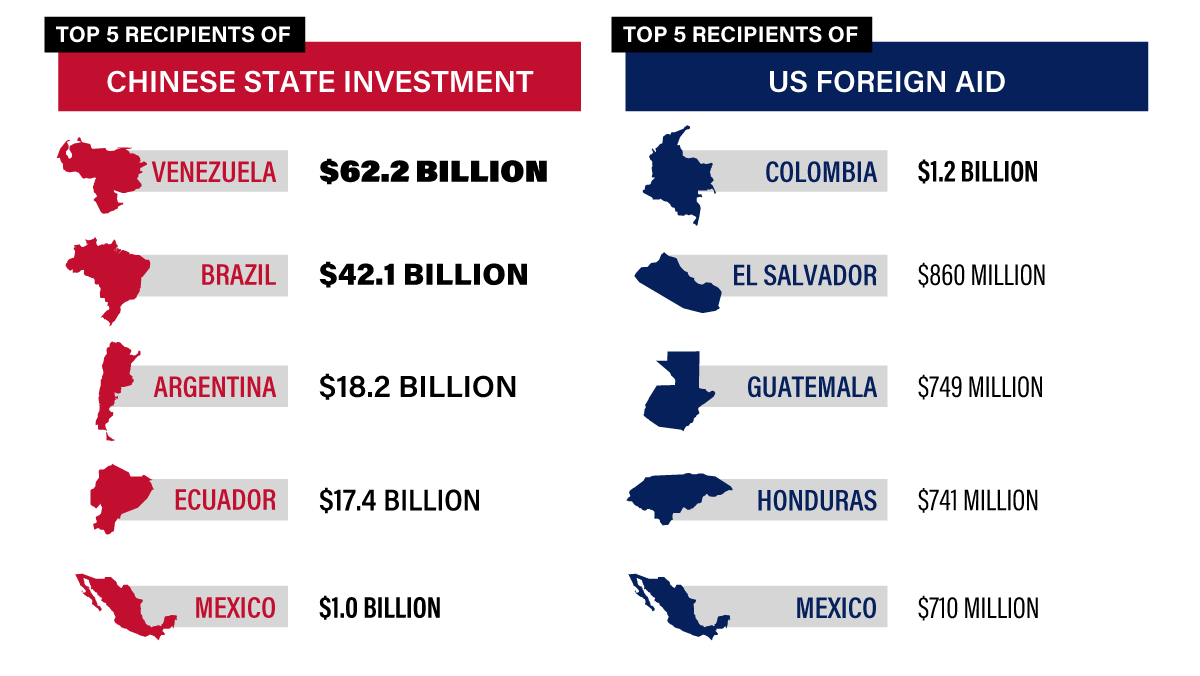 TOP 5 RECIPIENTS OF
CHINESE STATE INVESTMENT
VENEZUELA $62.2 BILLION
BRAZIL $42.1 BILLION
ARGENTINA $18.2 BILLION
ECUADOR $17.4 BILLION
MEXICO $1.0 BILLION
TOP 5 RECIPIENTS OF
US FOREIGN AID
COLOMBIA $1.2 BILLION
EL SALVADOR $860 MILLION
GUATEMALA $749 MILLION
HONDURAS $741 MILLION
MEXICO $710 MILLION